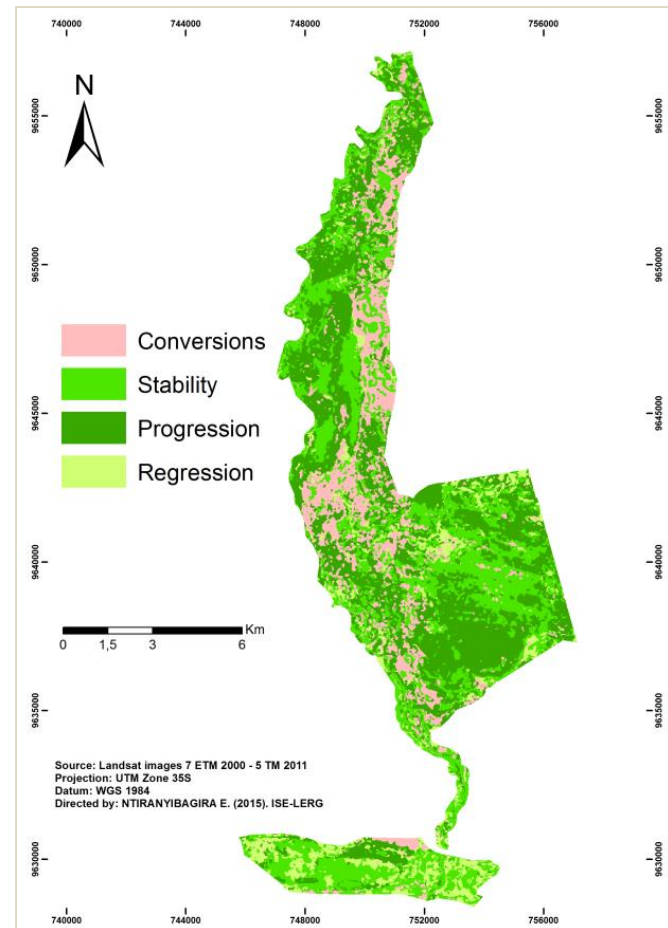 740000 744000 748000 752000 756000
N
9655000 9655000
9650000 9650000
Conversions
Stability
9645000 9645000
Progression
Regression
9640000 9640000
Km
0 1,5 3 6
9635000 9635000
Source: Landsat images 7 ETM 2000 - 5 TM 2011
Projection: UTM Zone 35S
Datum: WGS 1984
Directed by: NTIRANYIBAGIRA E. (2015). ISE-LERG
9630000 9630000
740000 744000 748000 752000 756000